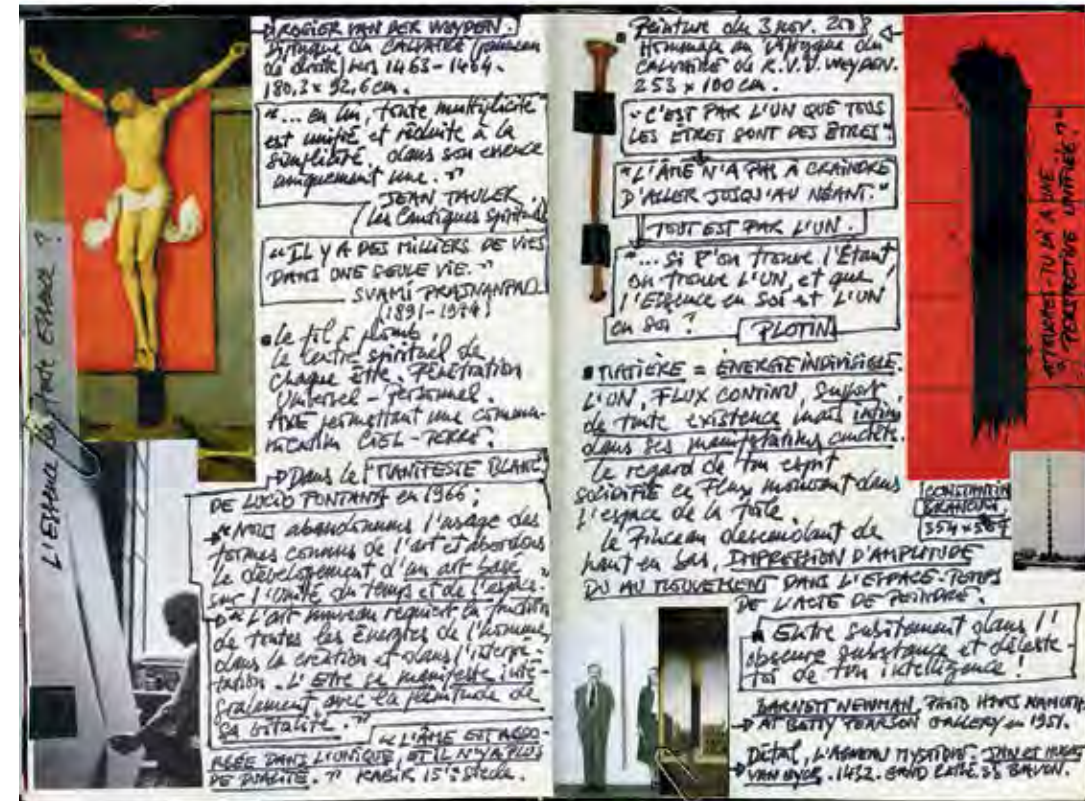 ROGIER VAN DER WEYDEN.
Diptyque du CALVAIRE (panneau
de droite) vers 1463-1464.
180,3 x 92,6 cm.
"... en lui, toute multiplicité
est unifiée et réduite à la
simplicité, dans son essence
uniquement une."
JEAN TAULER
(Les Cantiques spirituels)
"IL Y A DES MILLIERS DE VIES
DANS UNE SEULE VIE."
SVAMI PRAJNANPAD
(1891-1974)
le fil à plomb,
le centre spirituel de
chaque Être. Pénétration
Universel - Personnel.
AXE permettant une commu-
nication CIEL-TERRE.
L'ESSENCE toute ESSENCE ?
Dans le MANIFESTE BLANC
DE LUCIO FONTANA en 1966 ;
"NOUS abandonnons l'usage des
formes connues de l'art et abordons
le développement d'un art basé
sur l'Unité du temps et de l'espace."
"L'art nouveau requiert la fonction
de toutes les énergies de l'homme,
dans la création et dans l'interpré-
tation. L'Être se manifeste inté-
gralement, avec la plénitude de
sa vitalité."
"L'ÂME EST ABSOR-
BÉE DANS L'UNIQUE, ET IL N'Y A PLUS
DE DUALITÉ." KABIR 15e Siècle.
Peinture du 3 Nov. 2008
Hommage au Diptyque du
CALVAIRE de R.V.D. WEYDEN.
253 x 100 cm.
"C'EST PAR L'UN QUE TOUS
LES ÊTRES SONT DES ÊTRES"
"L'ÂME N'A PAS À CRAINDRE
D'ALLER JUSQU'AU NÉANT."
TOUT EST PAR L'UN.
"... Si l'on trouve l'Étant
on trouve L'UN, et que
l'Essence en Soi est L'UN
en Soi ?
PLOTIN
MATIÈRE = ÉNERGIE INDIVISIBLE.
L'UN, FLUX CONTINU, support
de toute existence mais infini
dans ses manifestations
le regard de ton esprit
solidifie ce Flux mouvant dans
l'espace de la toile
le Pinceau descendant de
haut en bas, IMPRESSION D'AMPLITUDE
DU AU MOUVEMENT DANS L'ESPACE-TEMPS
DE L'ACTE DE PEINDRE.
ATTEINDRAS-TU LÀ À UNE
"PERSPECTIVE UNIFIÉE ?"
CONSTANTIN
BRANCUSI
Entre subitement dans l'
obscure substance et déleste-
toi de ton intelligence !
BARNETT NEWMAN, PHOTO HANS NAMUTH
AT BETTY PEARSON GALLERY en 1951.
Détail, L'AGNEAU MYSTIQUE. JAN ET HUBERT
VAN EYCK. 1432. GAND CATHÉ. ST BAVON.